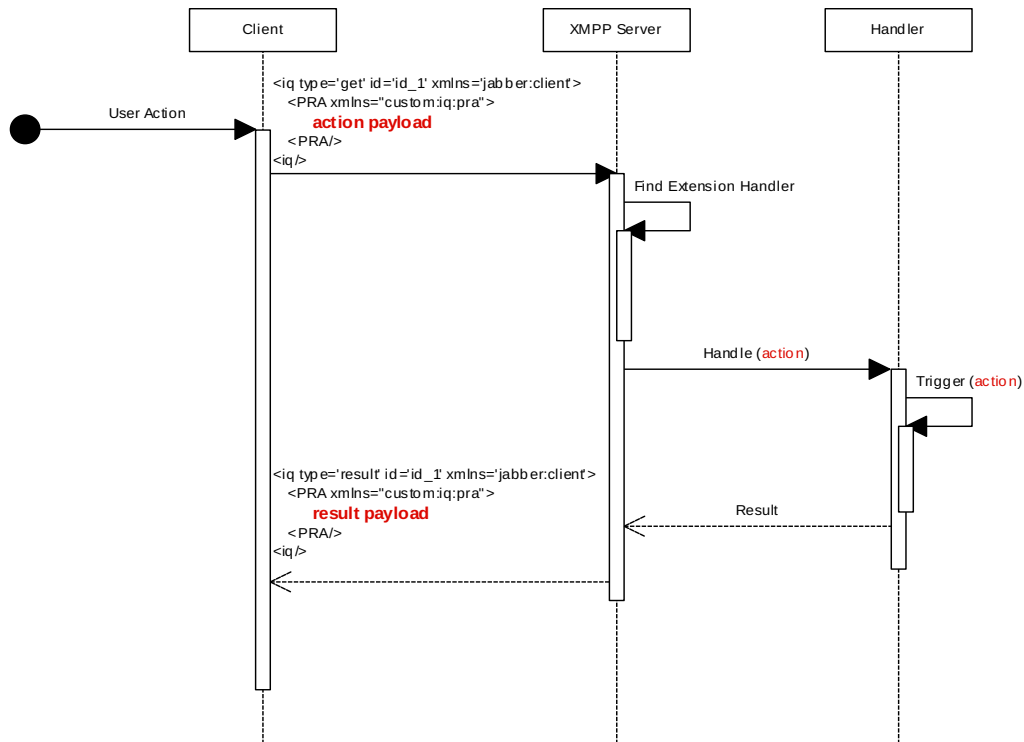 Client
XMPP Server
Handler
<iq type='get' id='id_1' xmlns='jabber:client'>
<PRA xmlns="custom:iq:pra">
action payload
<PRA/>
<iq/>
User Action
Find Extension Handler
Handle (action)
Trigger (action)
<iq type='result' id='id_1' xmlns='jabber:client'>
<PRA xmlns="custom:iq:pra">
result payload
<PRA/>
<iq/>
Result